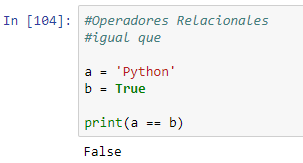 In [104]: #Operadores Relacionales
#igual que
a = 'Python'
b = True
print(a == b)
False